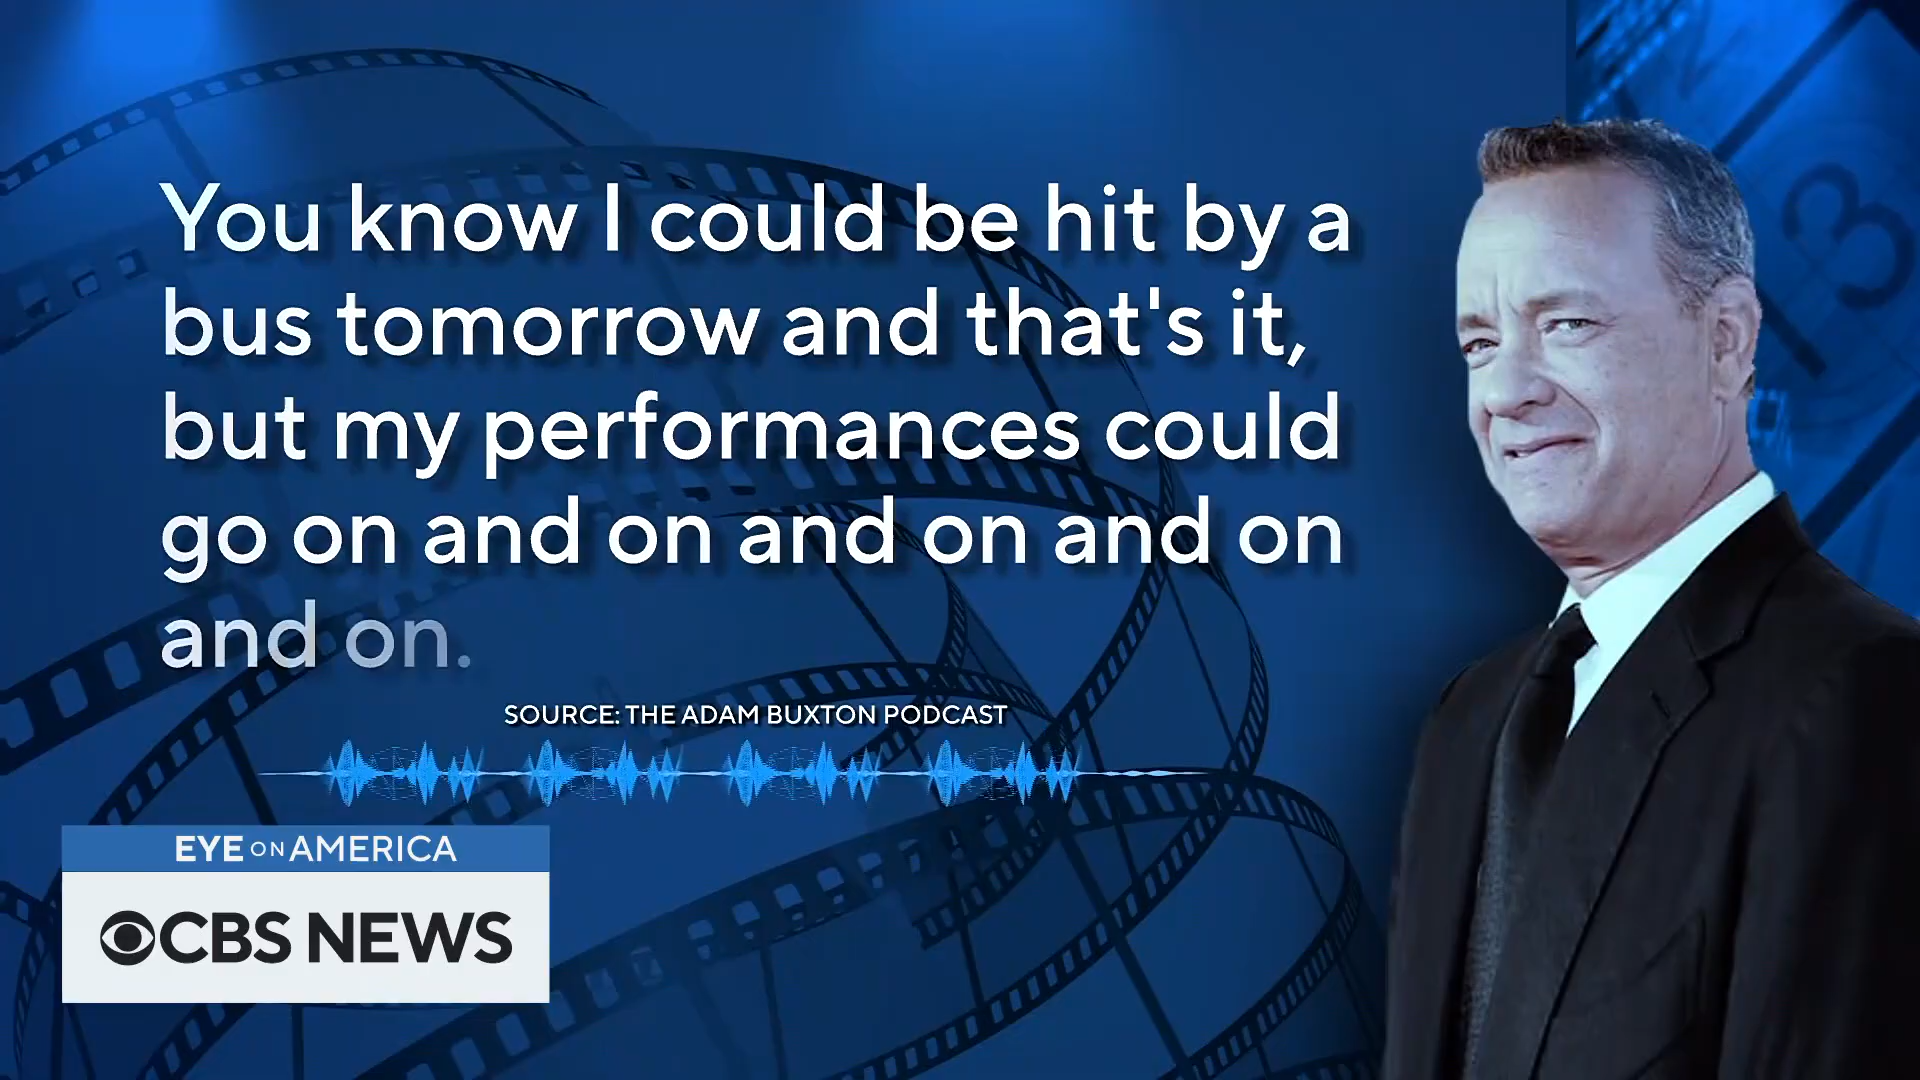 You know I could be hit by a
bus tomorrow and that's it,
but my performances could
go on and on and on and on
and on.
SOURCE: THE ADAM BUXTON PODCAST
EYE ON AMERICA
CBS NEWS
3